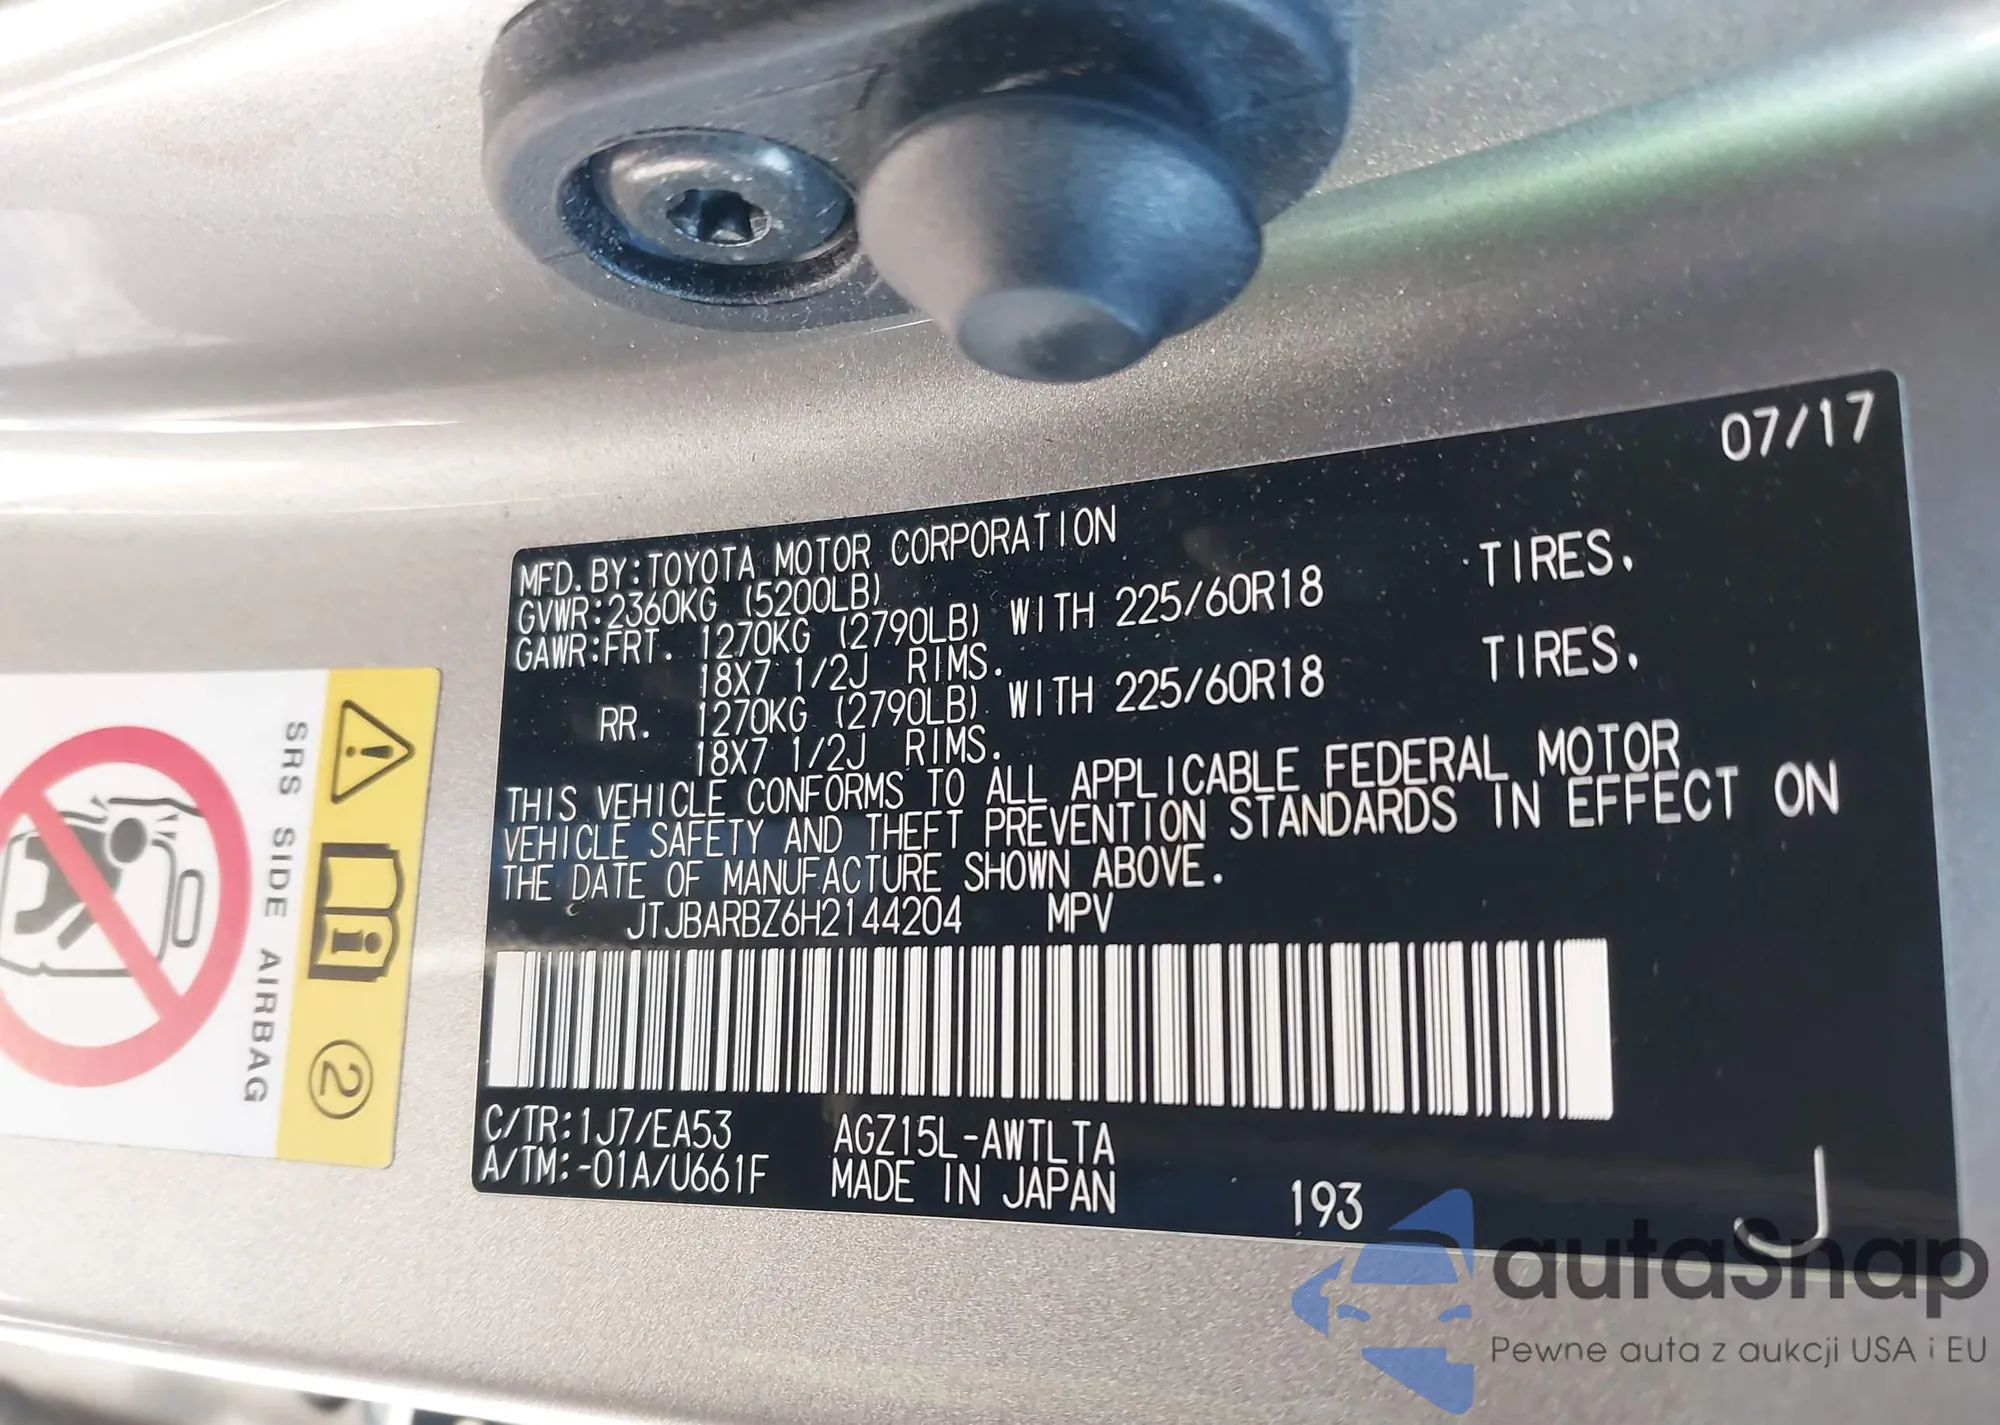 07/17
MFD.BY:TOYOTA MOTOR CORPORATION
GVWR:2360KG (5200LB)
GAWR:FRT. 1270KG (2790LB) WITH 225/60R18 TIRES.
18X7 1/2J RIMS.
RR. 1270KG (2790LB) WITH 225/60R18 TIRES.
18X7 1/2J RIMS.
THIS VEHICLE CONFORMS TO ALL APPLICABLE FEDERAL MOTOR
VEHICLE SAFETY AND THEFT PREVENTION STANDARDS IN EFFECT ON
THE DATE OF MANUFACTURE SHOWN ABOVE.
JTJBARBZ6H2144204 MPV
C/TR:1J7/EA53 AGZ15L-AWTLTA
A/TM:-01A/U661F MADE IN JAPAN 193
J
SRS SIDE AIRBAG
2
autaSnap
Pewne auta z aukcji USA i EU